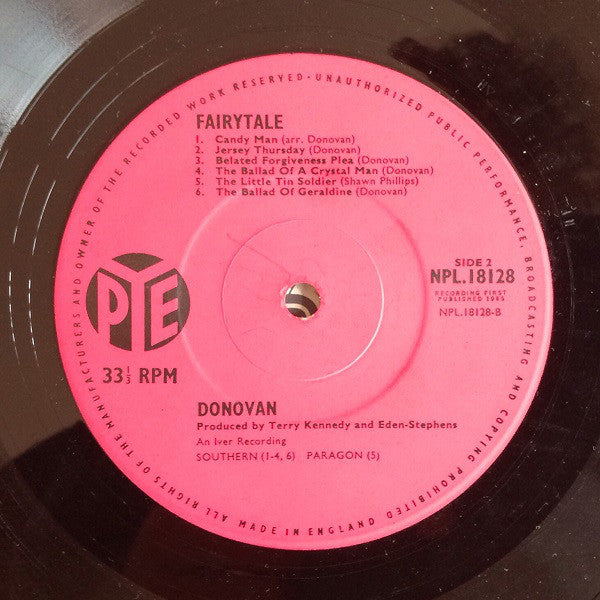 ALL RIGHTS OF THE MANUFACTURERS AND OWNER OF THE RECORDED WORK RESERVED · UNAUTHORIZED PUBLIC PERFORMANCE, BROADCASTING AND COPYING PROHIBITED
FAIRYTALE
1. Candy Man (arr. Donovan)
2. Jersey Thursday (Donovan)
3. Belated Forgiveness Plea (Donovan)
4. The Ballad Of A Crystal Man (Donovan)
5. The Little Tin Soldier (Shawn Phillips)
6. The Ballad Of Geraldine (Donovan)
SIDE 2
NPL.18128
RECORDING FIRST
PUBLISHED 1965
NPL.18128-B
PYE
33⅓ RPM
DONOVAN
Produced by Terry Kennedy and Eden-Stephens
An Iver Recording
SOUTHERN (1-4, 6) PARAGON (5)
MADE IN ENGLAND